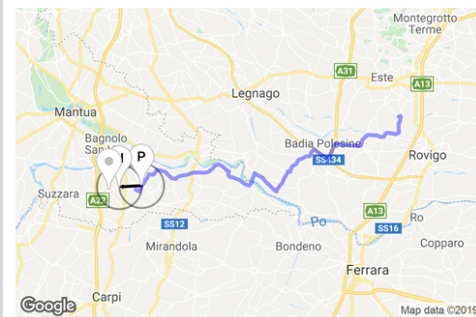 Montegrotto
Terme
A31
Este
A13
Legnago
Mantua
Bagnolo
San
P
Badia Polesine
SS434
Rovigo
Suzzara
A22
SS12
Po
A13
Ro
SS16
Mirandola
Bondeno
Copparo
Ferrara
Carpi
Google
Map data ©2019